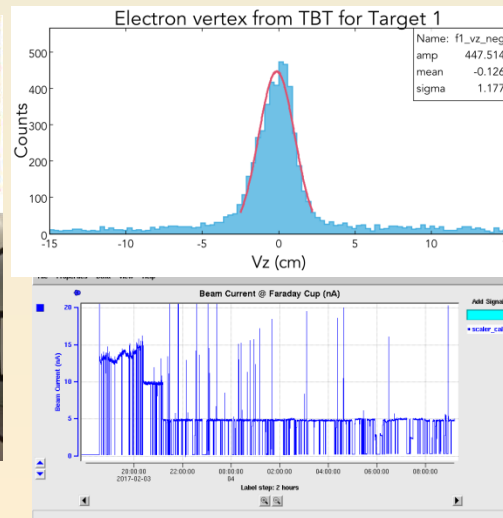 Electron vertex from TBT for Target 1
Name: f1_vz_neg
amp 447.514
mean -0.126
sigma 1.177
Counts
500
400
300
200
100
0
-15 -10 -5 0 5 10
Vz (cm)
Beam Current @ Faraday Cup (nA)
Add Signal
scaler_cal
Beam Current (nA)
20
15
10
5
0
20:00:00 22:00:00 00:00:00 02:00:00 04:00:00 06:00:00 08:00:00
2017-02-03 04
Label step: 2 hours